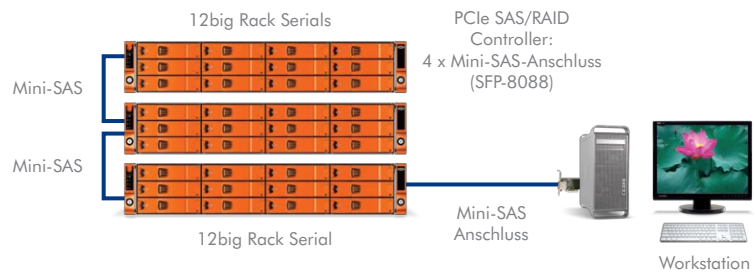 12big Rack Serials
PCIe SAS/RAID
Controller:
4 x Mini-SAS-Anschluss
(SFP-8088)
Mini-SAS
Mini-SAS
Mini-SAS
Anschluss
12big Rack Serial
Workstation